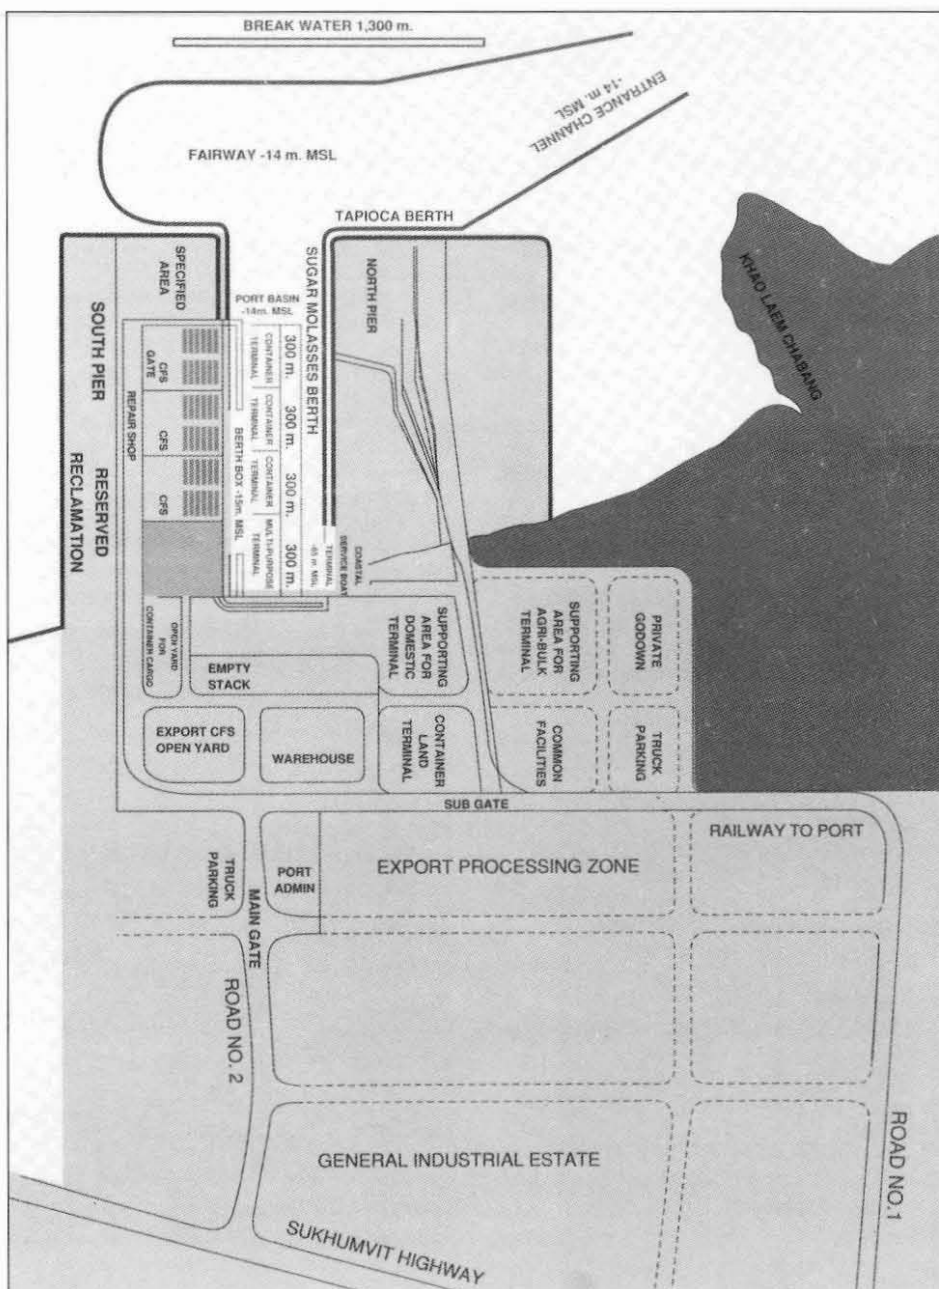 BREAK WATER 1,300 m.
ENTRANCE CHANNEL
-14 m. MSL
FAIRWAY -14 m. MSL
TAPIOCA BERTH
KHAO LAEM CHABANG
SPECIFIED
AREA
PORT BASIN
-14m. MSL
SUGAR MOLASSES BERTH
NORTH PIER
SOUTH PIER
RESERVED
RECLAMATION
REPAIR SHOP
CFS
GATE
CFS
CFS
BERTH BOX -15m. MSL
CONTAINER
TERMINAL
300 m.
CONTAINER
TERMINAL
300 m.
CONTAINER
TERMINAL
300 m.
MULTI-PURPOSE
TERMINAL
300 m.
COASTAL
SERVICE BOAT
TERMINAL
OPEN YARD
FOR
CONTAINER CARGO
EMPTY
STACK
SUPPORTING
AREA FOR
DOMESTIC
TERMINAL
SUPPORTING
AREA FOR
AGRI-BULK
TERMINAL
PRIVATE
GODOWN
EXPORT CFS
OPEN YARD
WAREHOUSE
CONTAINER
LAND
TERMINAL
COMMON
FACILITIES
TRUCK
PARKING
SUB GATE
RAILWAY TO PORT
TRUCK
PARKING
MAIN GATE
PORT
ADMIN
EXPORT PROCESSING ZONE
ROAD NO. 2
ROAD NO.1
GENERAL INDUSTRIAL ESTATE
SUKHUMVIT HIGHWAY